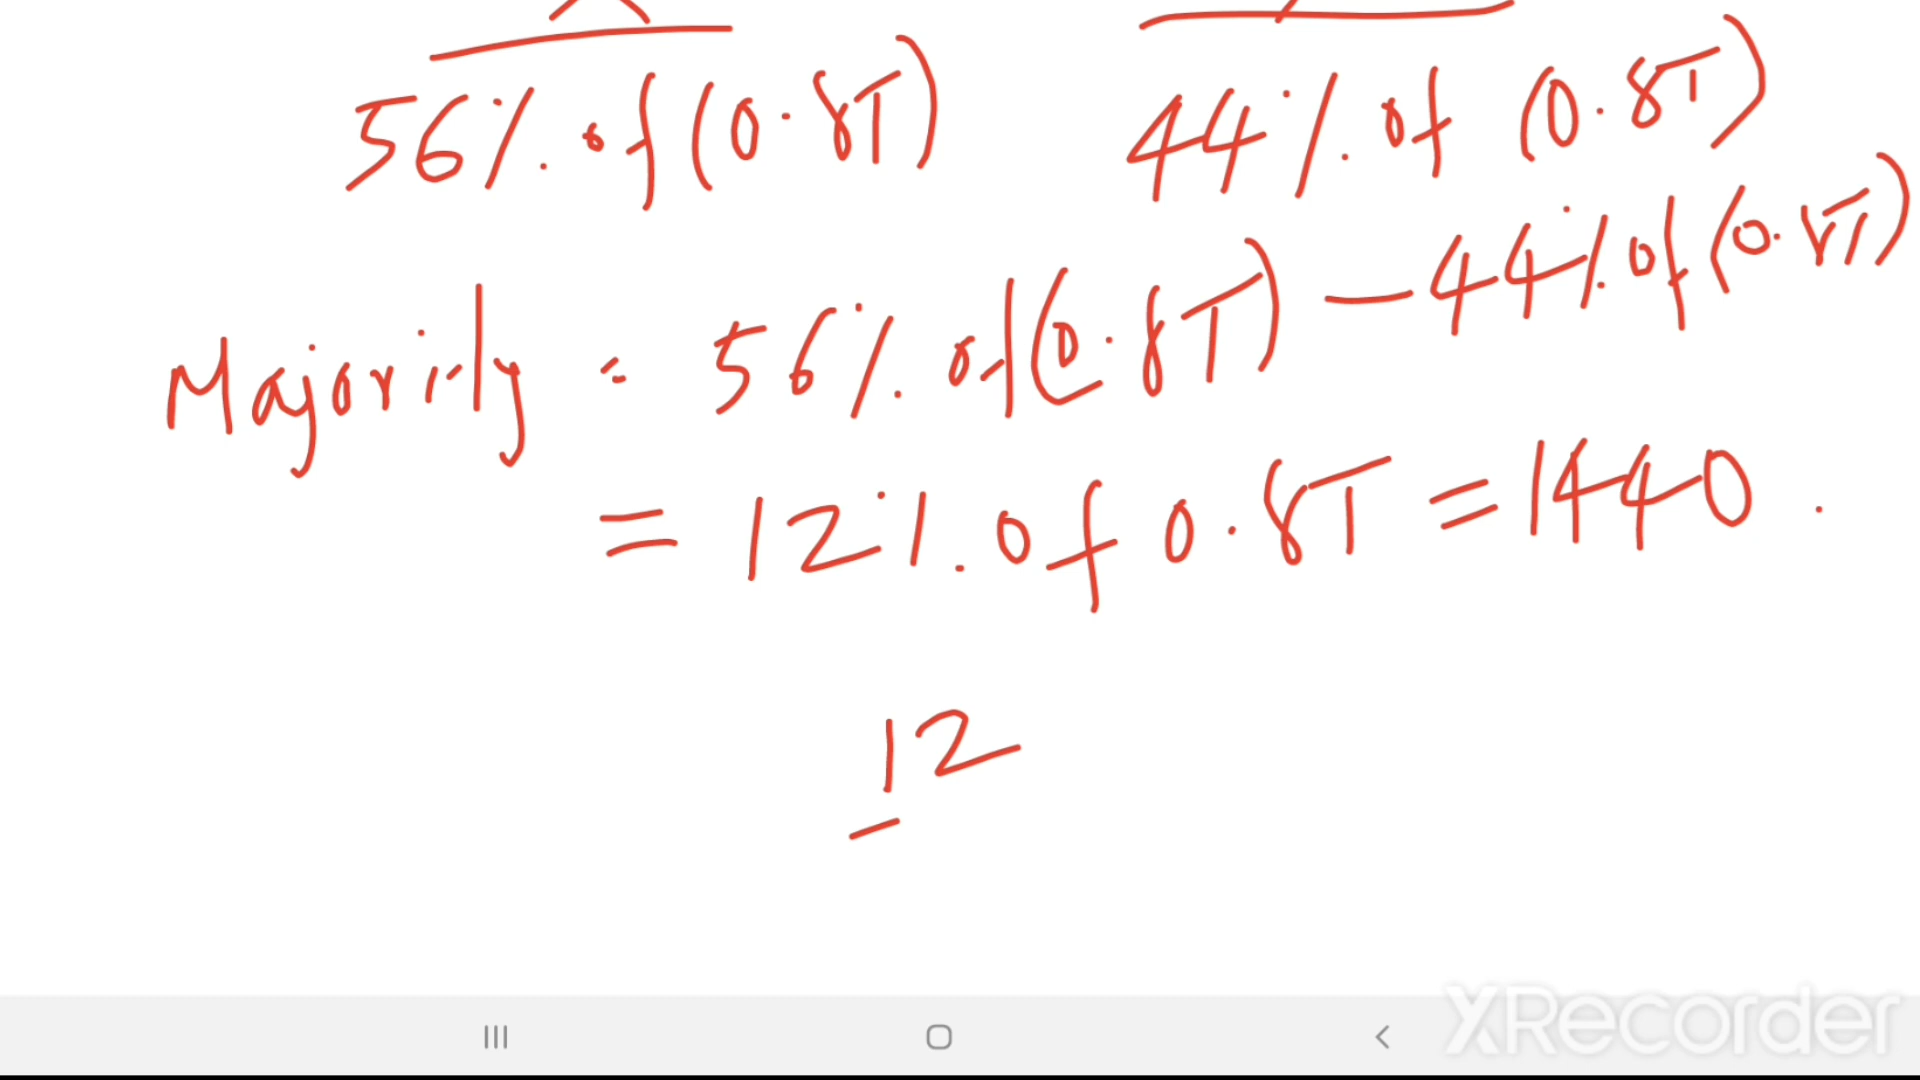 56% of (0.8T) 44% of (0.8T)
Majority = 56% of (0.8T) - 44% of (0.8T)
= 12% of 0.8T = 1440.
12
XRecorder